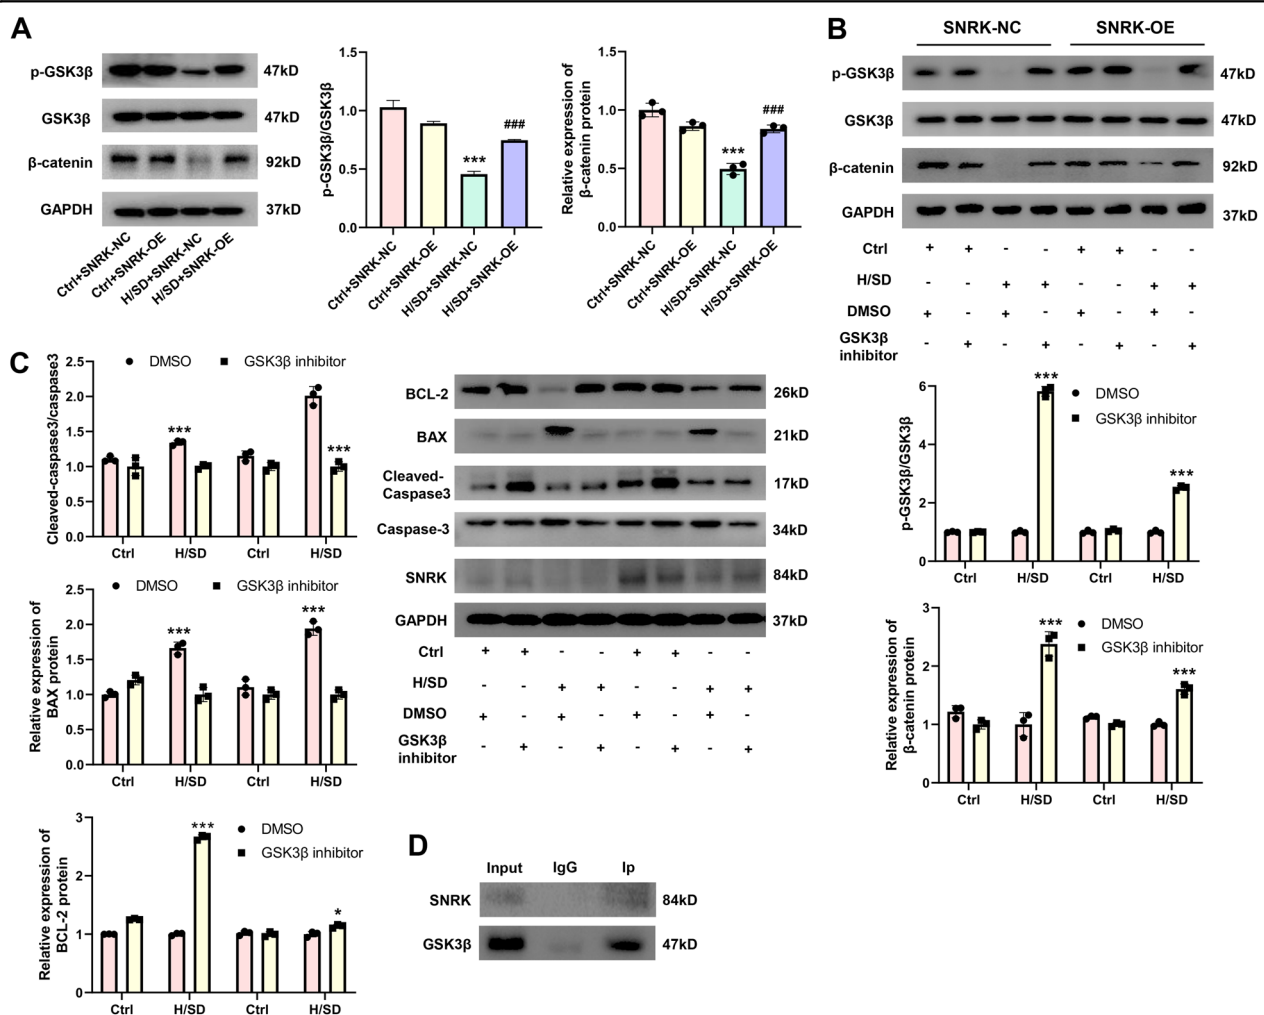 A
p-GSK3β
47kD
GSK3β
47kD
β-catenin
92kD
GAPDH
37kD
Ctrl+SNRK-NC
Ctrl+SNRK-OE
H/SD+SNRK-NC
H/SD+SNRK-OE
p-GSK3β/GSK3β
1.5
1.0
0.5
0.0
***
###
Ctrl+SNRK-NC
Ctrl+SNRK-OE
H/SD+SNRK-NC
H/SD+SNRK-OE
Relative expression of
β-catenin protein
1.5
1.0
0.5
0.0
***
###
Ctrl+SNRK-NC
Ctrl+SNRK-OE
H/SD+SNRK-NC
H/SD+SNRK-OE
B
SNRK-NC SNRK-OE
p-GSK3β
47kD
GSK3β
47kD
β-catenin
92kD
GAPDH
37kD
Ctrl + + - - + + - -
H/SD - - + + - - + +
DMSO + - + - + - + -
GSK3β
inhibitor
- + - + - + - +
p-GSK3β/GSK3β
6
4
2
0
DMSO
GSK3β inhibitor
***
***
Ctrl H/SD Ctrl H/SD
Relative expression of
β-catenin protein
3
2
1
0
DMSO
GSK3β inhibitor
***
***
Ctrl H/SD Ctrl H/SD
C
Cleaved-caspase3/caspase3
2.5
2.0
1.5
1.0
0.5
0.0
DMSO GSK3β inhibitor
***
***
Ctrl H/SD Ctrl H/SD
Relative expression of
BAX protein
2.5
2.0
1.5
1.0
0.5
0.0
DMSO GSK3β inhibitor
***
***
Ctrl H/SD Ctrl H/SD
Relative expression of
BCL-2 protein
3
2
1
0
DMSO
GSK3β inhibitor
***
*
Ctrl H/SD Ctrl H/SD
BCL-2
26kD
BAX
21kD
Cleaved-
Caspase3
17kD
Caspase-3
34kD
SNRK
84kD
GAPDH
37kD
Ctrl + + - - + + - -
H/SD - - + + - - + +
DMSO + - + - + - + -
GSK3β
inhibitor
- + - + - + - +
D
Input IgG Ip
SNRK
84kD
GSK3β
47kD